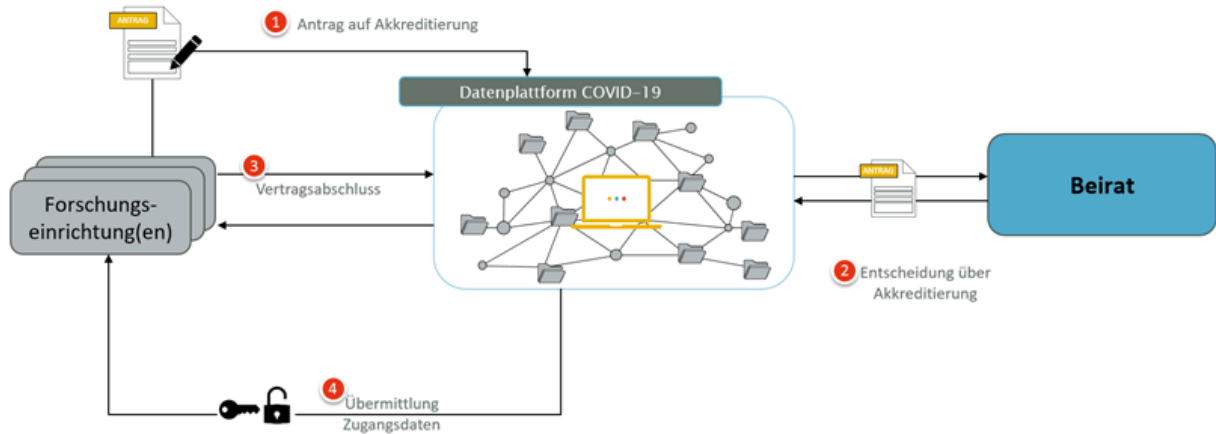 ANTRAG
1 Antrag auf Akkreditierung
Datenplattform COVID-19
3
Vertragsabschluss
Forschungs-
einrichtung(en)
ANTRAG
Beirat
2 Entscheidung über
Akkreditierung
4
Übermittlung
Zugangsdaten